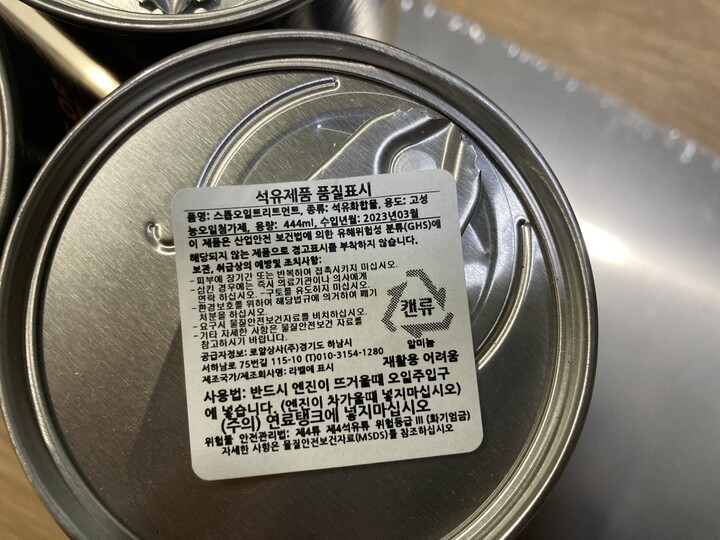 석유제품 품질표시
품명: 스톱오일트리트먼트, 종류: 석유화합물, 용도: 고성
능오일첨가제, 용량: 444ml, 수입년월: 2023년03월
이 제품은 산업안전 보건법에 의한 유해위험성 분류(GHS)에
해당되지 않는 제품으로 경고표시를 부착하지 않습니다.
보관, 취급상의 예방및 조치사항:
-피부에 장기간 또는 반복하여 접촉시키지 마십시오.
-삼킨 경우에는 즉시 의료기관이나 의사에게
연락 하십시오. -구토를 유도하지 마십시오.
-환경보호를 위하여 해당법규에 의거하여 폐기
처분을 하십시오.
-요구시 물질안전보건자료를 비치하십시오.
-기타 자세한 사항은 물질안전보건 자료를
참고하시기 바랍니다.
캔류
알미늄
공급자정보: 로얄상사(주)경기도 하남시
서하남로 75번길 115-10 (T)010-3154-1280
재활용 어려움
제조국가/제조회사명: 라벨에 표시
사용법: 반드시 엔진이 뜨거울때 오일주입구
에 넣습니다. (엔진이 차가울때 넣지마십시오)
(주의) 연료탱크에 넣지마십시오
위험물 안전관리법: 제4류 제4석유류 위험등급 III (화기엄금)
자세한 사항은 물질안전보건자료(MSDS)를 참조하십시오